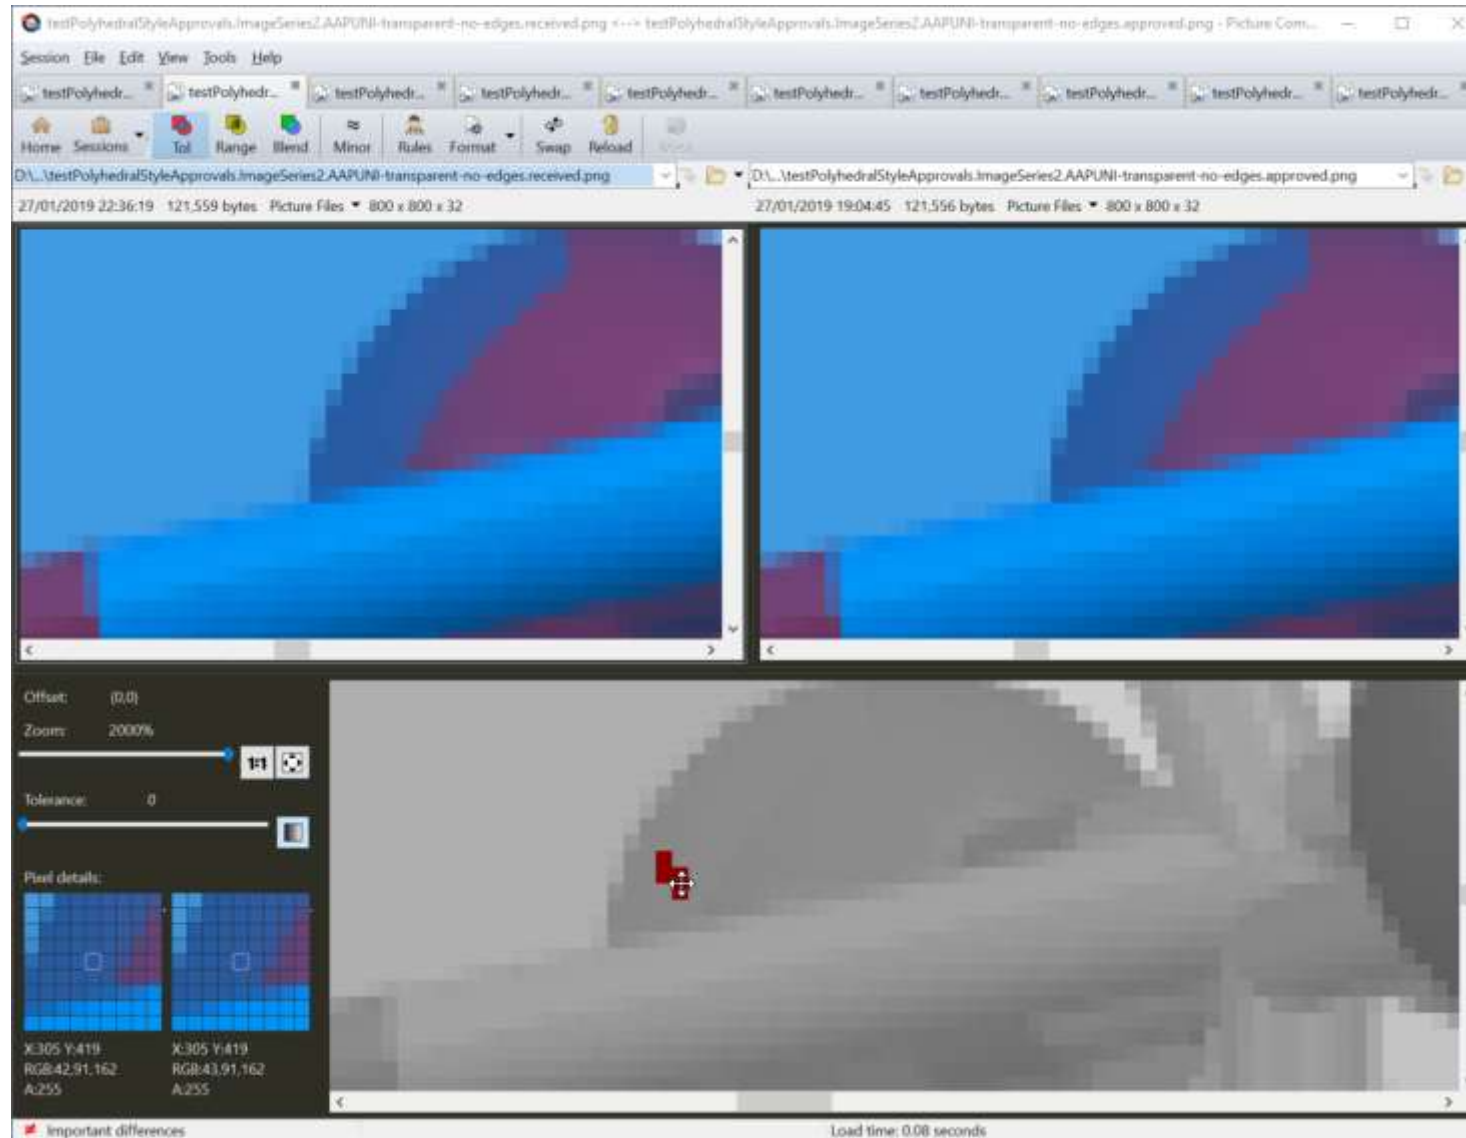 testPolyhedralStyleApprovals.ImageSeries2.AAPUNI-transparent-no-edges.received.png <--> testPolyhedralStyleApprovals.ImageSeries2.AAPUNI-transparent-no-edges.approved.png - Picture Com...
Session File Edit View Tools Help
testPolyhedr... testPolyhedr... testPolyhedr... testPolyhedr... testPolyhedr... testPolyhedr... testPolyhedr... testPolyhedr... testPolyhedr... testPolyhedr...
Home Sessions Tol Range Blend Minor Rules Format Swap Reload
D:\...\testPolyhedralStyleApprovals.ImageSeries2.AAPUNI-transparent-no-edges.received.png D:\...\testPolyhedralStyleApprovals.ImageSeries2.AAPUNI-transparent-no-edges.approved.png
27/01/2019 22:36:19 121,559 bytes Picture Files 800 x 800 x 32 27/01/2019 19:04:45 121,556 bytes Picture Files 800 x 800 x 32
Offset: (0,0)
Zoom: 2000%
1:1
Tolerance: 0
Pixel details:
X:305 Y:419 X:305 Y:419
RGB:42,91,162 RGB:43,91,162
A:255 A:255
Important differences Load time: 0.08 seconds